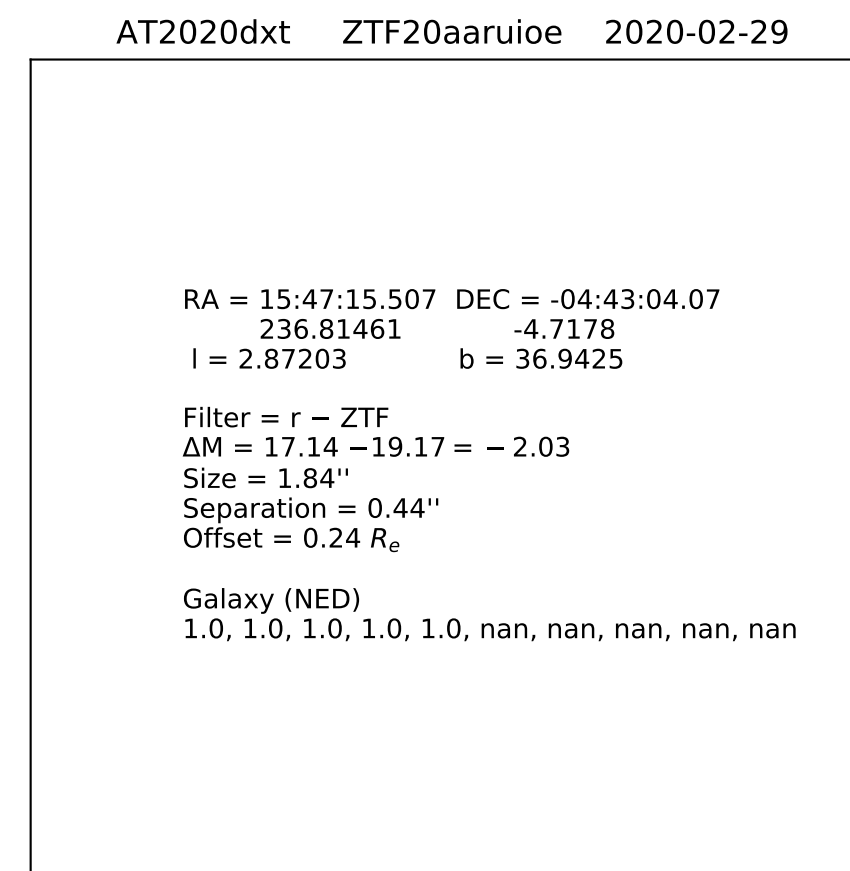 AT2020dxt ZTF20aaruioe 2020-02-29
RA = 15:47:15.507 DEC = -04:43:04.07
236.81461 -4.7178
l = 2.87203 b = 36.9425
Filter = r − ZTF
ΔM = 17.14 −19.17 = − 2.03
Size = 1.84''
Separation = 0.44''
Offset = 0.24 Rₑ
Galaxy (NED)
1.0, 1.0, 1.0, 1.0, 1.0, nan, nan, nan, nan, nan